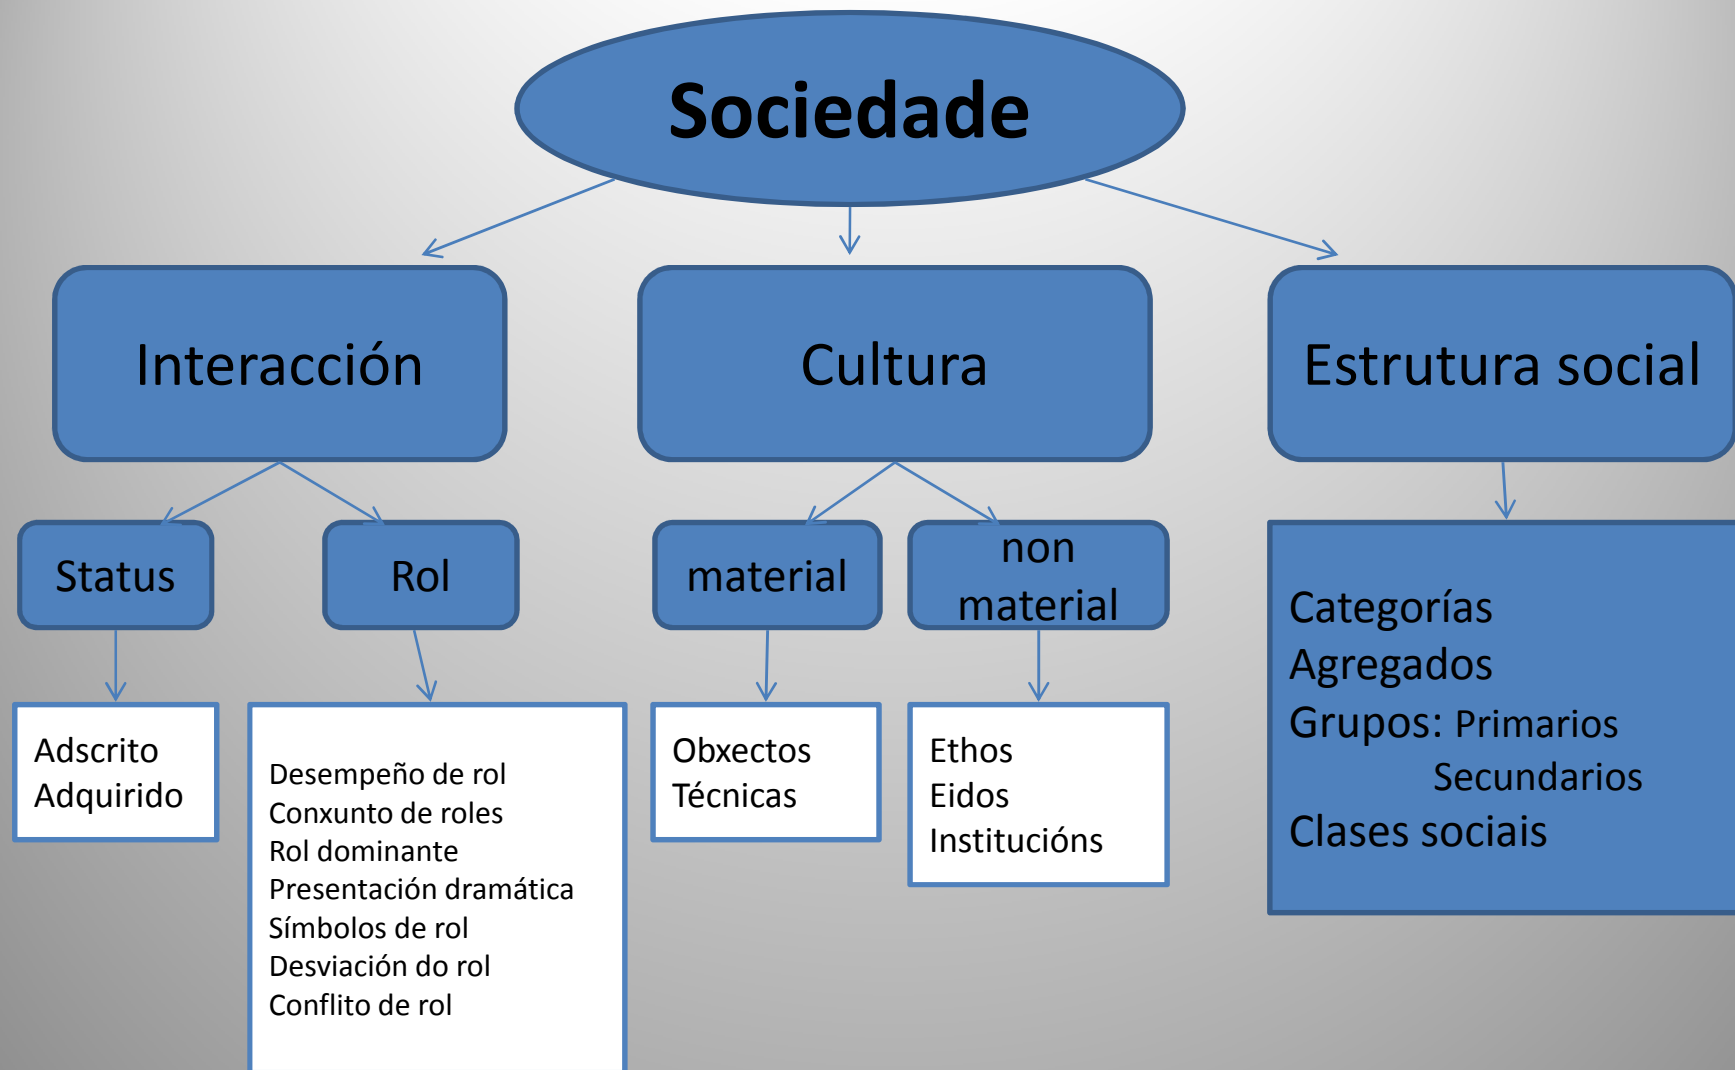 Sociedade
Interacción
Cultura
Estrutura social
Status
Rol
material
non
material
Adscrito
Adquirido
Desempeño de rol
Conxunto de roles
Rol dominante
Presentación dramática
Símbolos de rol
Desviación do rol
Conflito de rol
Obxectos
Técnicas
Ethos
Eidos
Institucións
Categorías
Agregados
Grupos: Primarios
Secundarios
Clases sociais